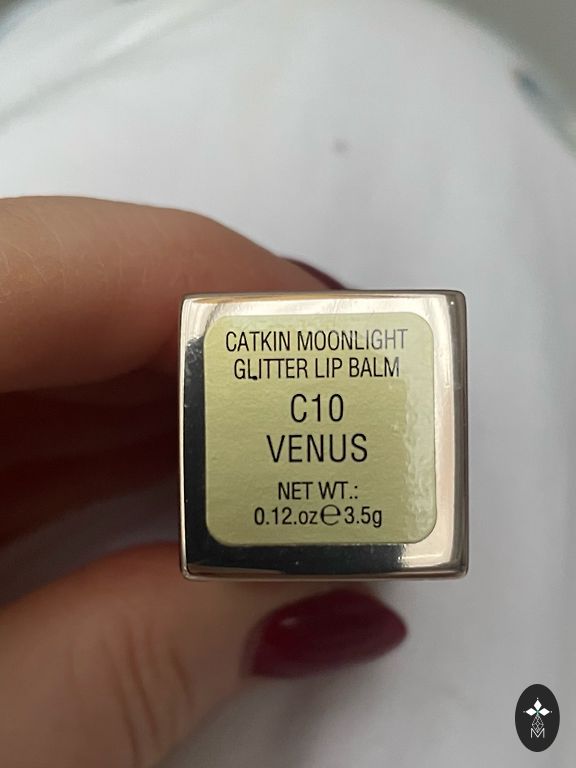 CATKIN MOONLIGHT
GLITTER LIP BALM
C10
VENUS
NET WT.:
0.12.oz℮3.5g
M